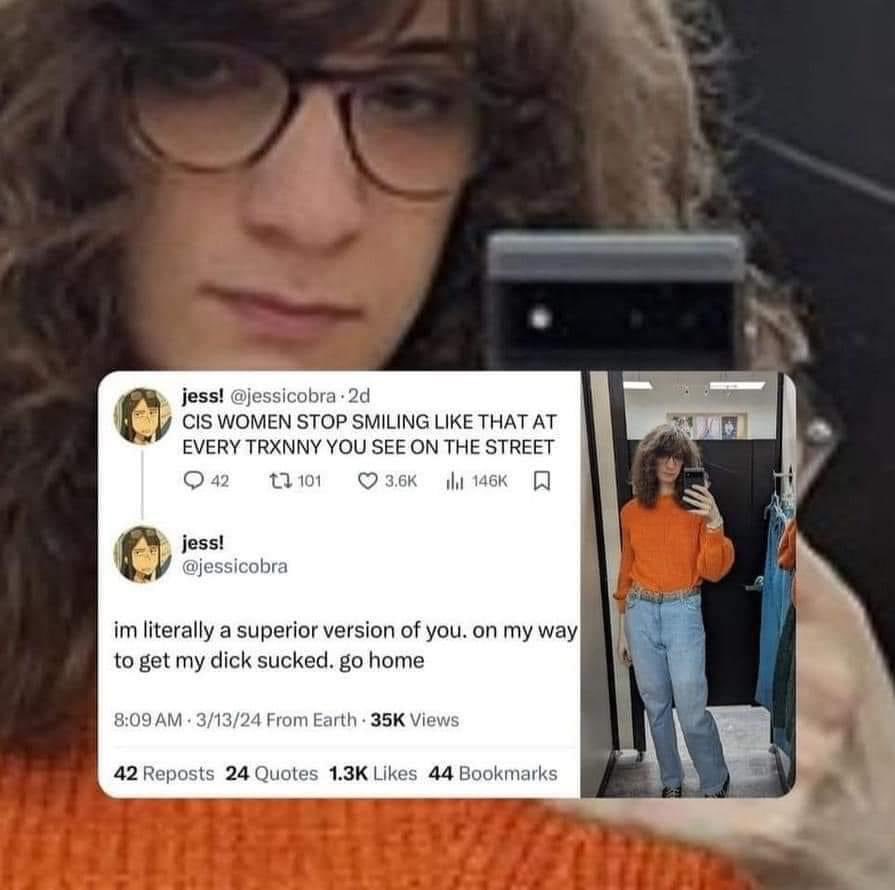 jess! @jessicobra · 2d
CIS WOMEN STOP SMILING LIKE THAT AT
EVERY TRXNNY YOU SEE ON THE STREET
42 101 3.6K 146K
jess!
@jessicobra
im literally a superior version of you. on my way
to get my dick sucked. go home
8:09 AM · 3/13/24 From Earth · 35K Views
42 Reposts 24 Quotes 1.3K Likes 44 Bookmarks